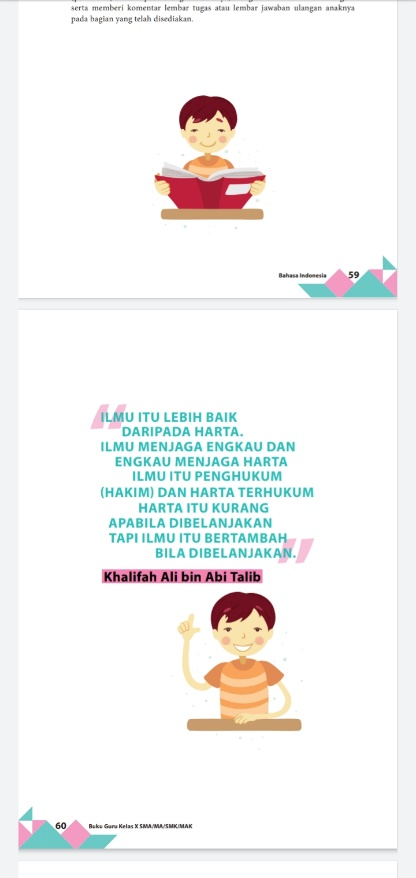 serta memberi komentar lembar tugas atau lembar jawaban ulangan anaknya
pada bagian yang telah disediakan.
Bahasa Indonesia 59
"ILMU ITU LEBIH BAIK
DARIPADA HARTA.
ILMU MENJAGA ENGKAU DAN
ENGKAU MENJAGA HARTA
ILMU ITU PENGHUKUM
(HAKIM) DAN HARTA TERHUKUM
HARTA ITU KURANG
APABILA DIBELANJAKAN
TAPI ILMU ITU BERTAMBAH
BILA DIBELANJAKAN."
Khalifah Ali bin Abi Talib
60 Buku Guru Kelas X SMA/MA/SMK/MAK